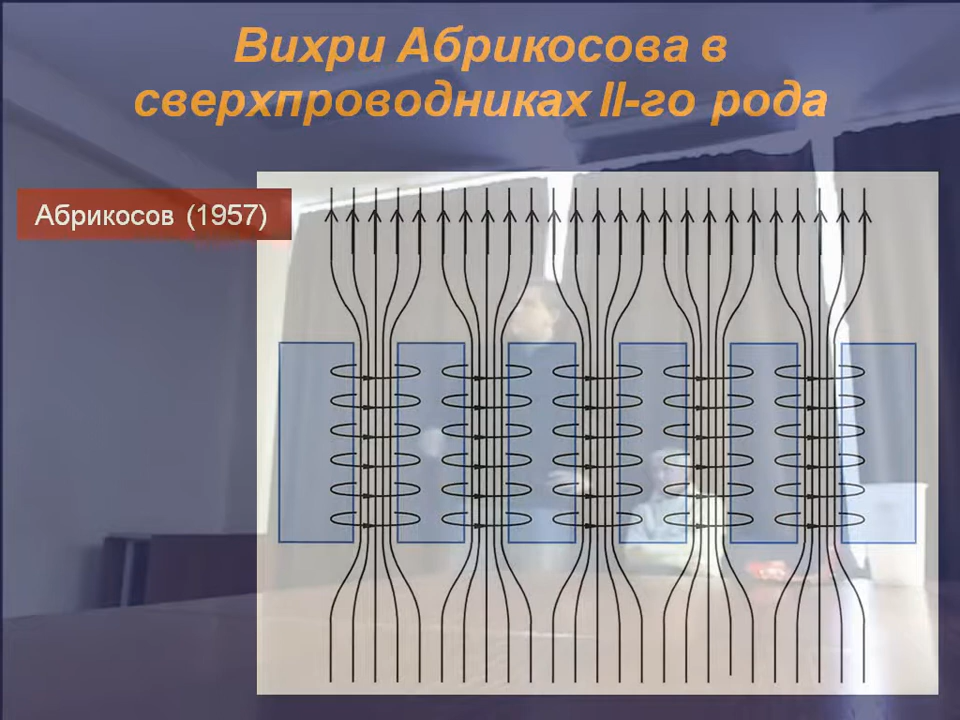 Вихри Абрикосова в
сверхпроводниках II-го рода
Абрикосов (1957)